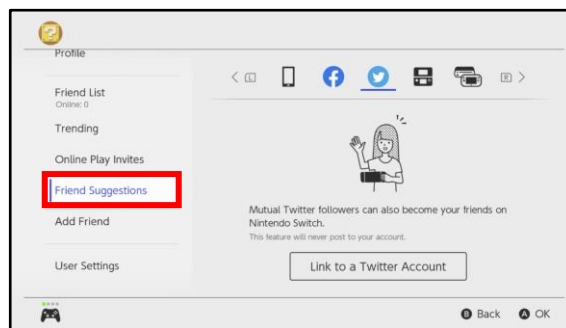 Profile
Friend List
Online: 0
Trending
Online Play Invites
Friend Suggestions
Add Friend
User Settings
L
R
Mutual Twitter followers can also become your friends on
Nintendo Switch.
This feature will never post to your account.
Link to a Twitter Account
B Back A OK